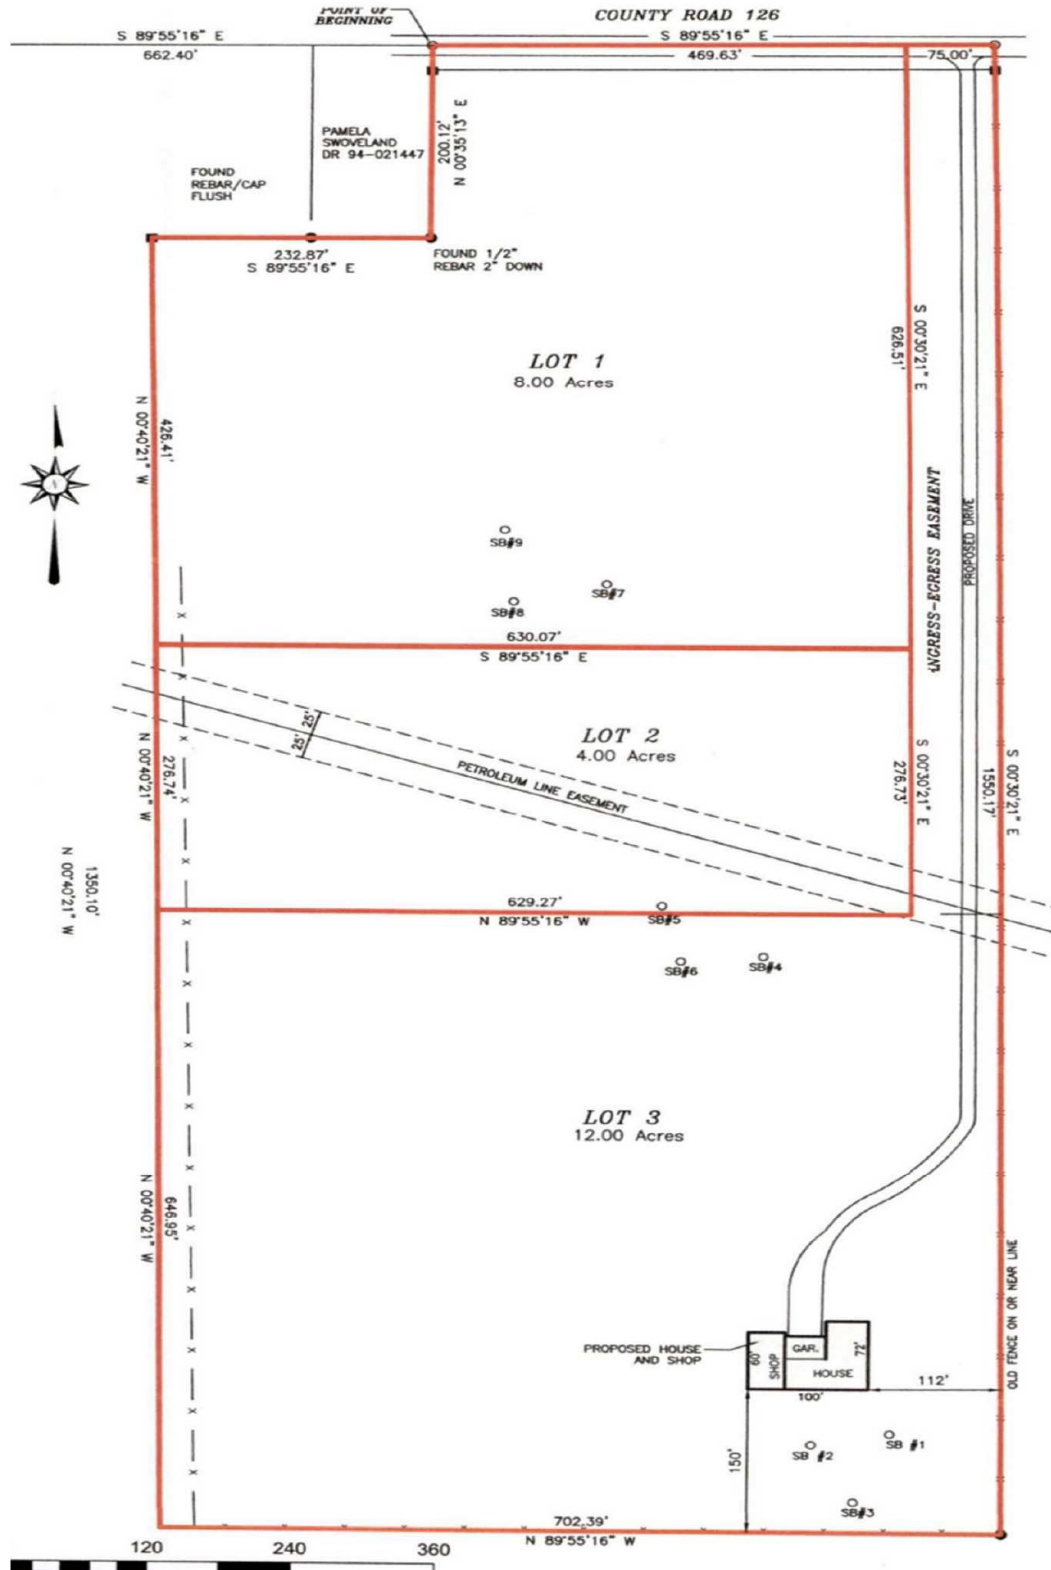 POINT OF
BEGINNING
COUNTY ROAD 126
S 89°55'16" E
662.40'
S 89°55'16" E
469.63'
75.00'
PAMELA
SWOVELAND
DR 94-021447
200.12'
N 00°35'13" E
FOUND
REBAR/CAP
FLUSH
232.87'
S 89°55'16" E
FOUND 1/2"
REBAR 2" DOWN
LOT 1
8.00 Acres
S 00°30'21" E
626.51'
426.41'
N 00°40'21" W
N
INGRESS-EGRESS EASEMENT
PROPOSED DRIVE
SB#9
SB#7
SB#8
630.07'
S 89°55'16" E
25'
25'
LOT 2
4.00 Acres
PETROLEUM LINE EASEMENT
276.74'
N 00°40'21" W
S 00°30'21" E
276.73'
1550.17'
S 00°30'21" E
1350.10'
N 00°40'21" W
629.27'
N 89°55'16" W
SB#5
SB#6
SB#4
LOT 3
12.00 Acres
646.95'
N 00°40'21" W
OLD FENCE ON OR NEAR LINE
PROPOSED HOUSE
AND SHOP
60'
SHOP
GAR.
HOUSE
72'
100'
112'
150'
SB #1
SB #2
SB#3
702.39'
N 89°55'16" W
120
240
360